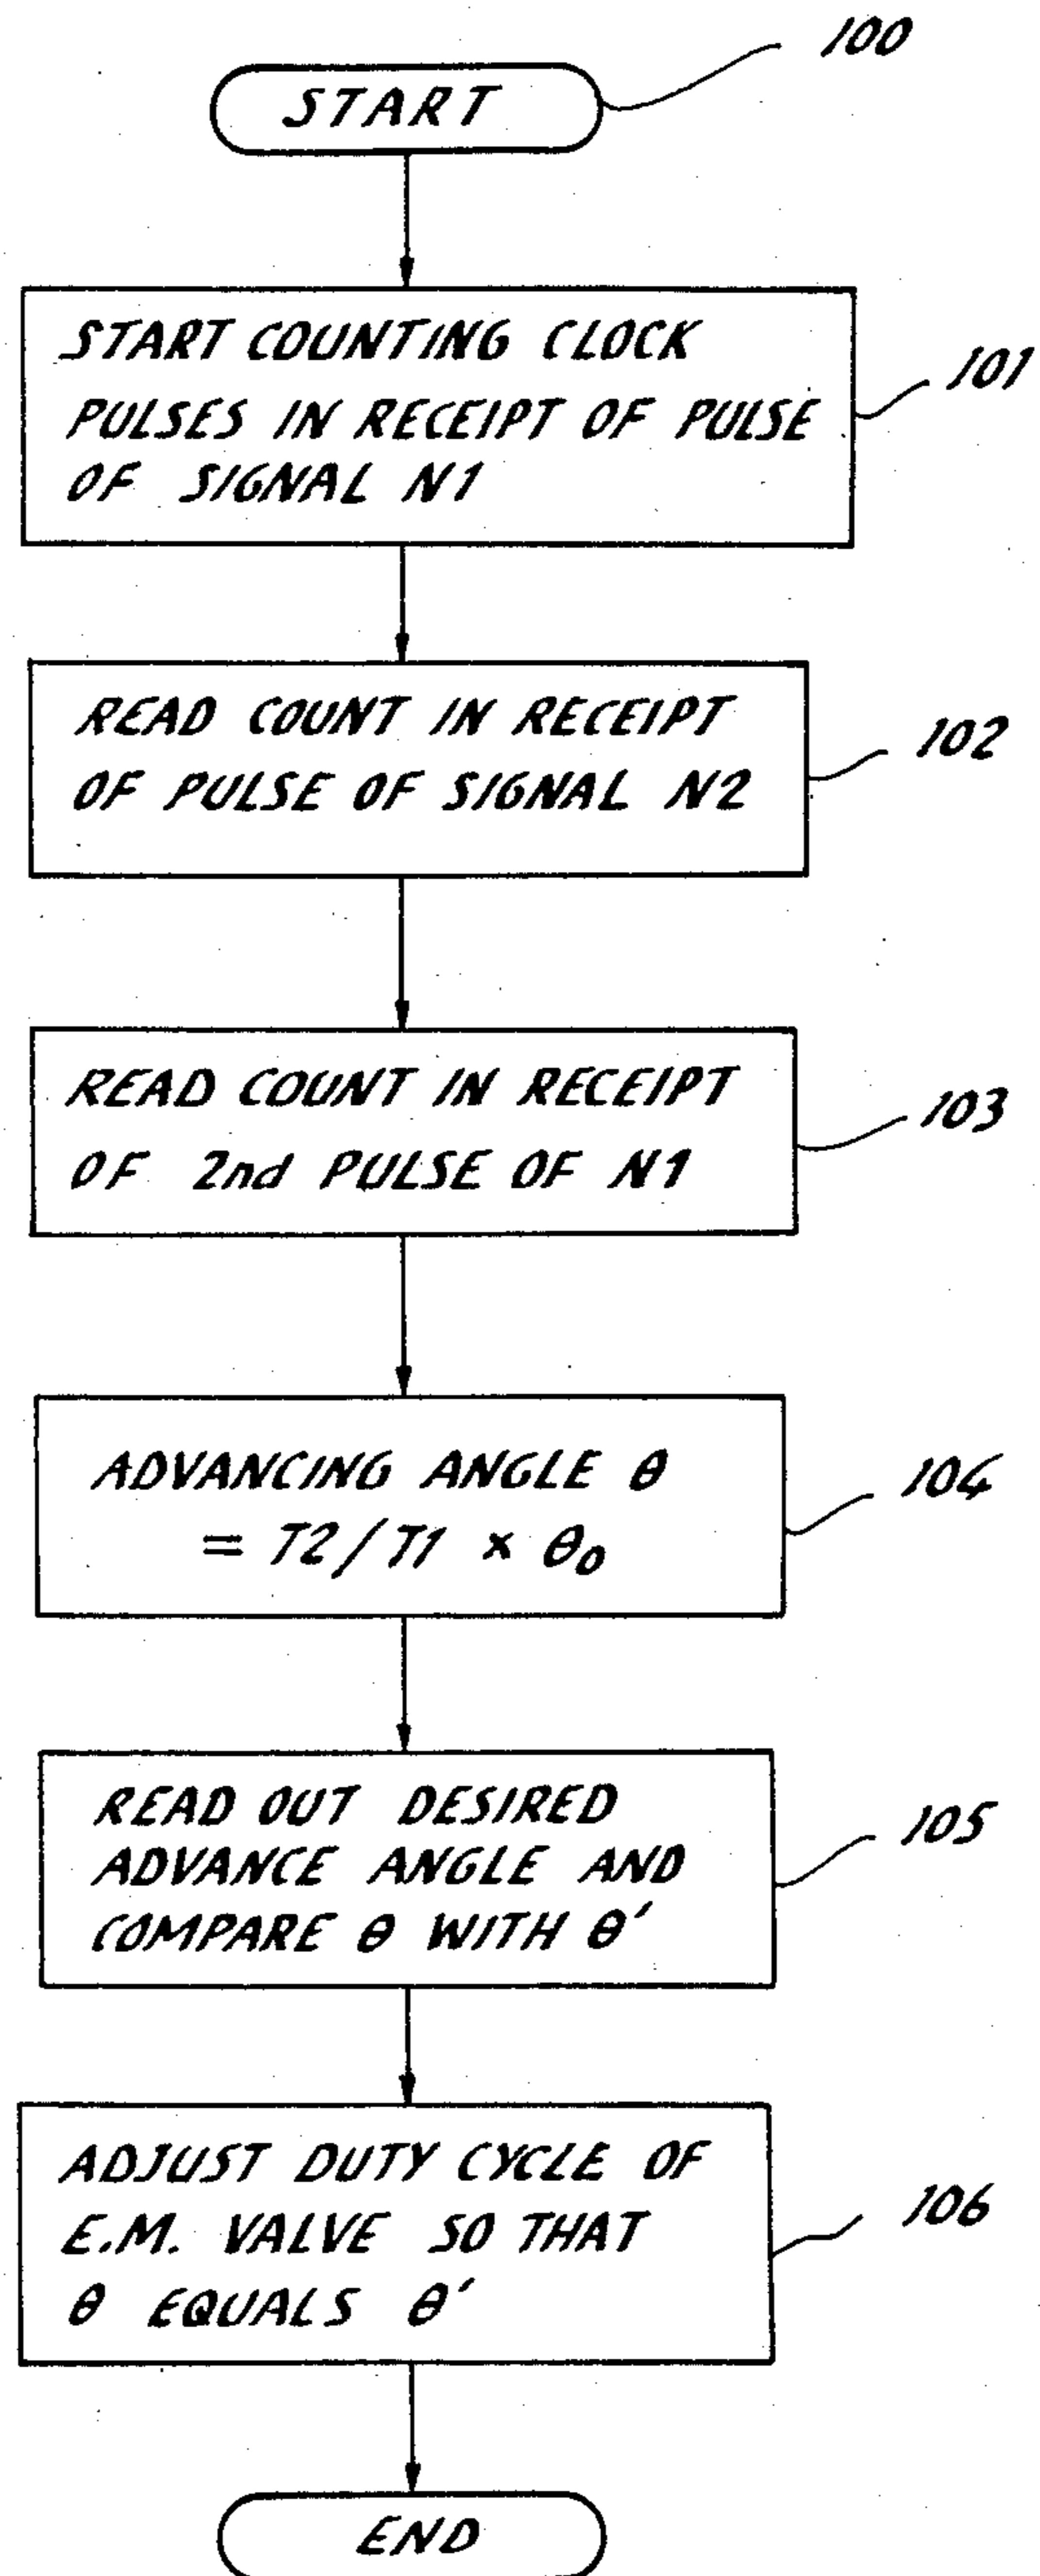 100
START
START COUNTING CLOCK
PULSES IN RECEIPT OF PULSE
OF SIGNAL N1
101
READ COUNT IN RECEIPT
OF PULSE OF SIGNAL N2
102
READ COUNT IN RECEIPT
OF 2nd PULSE OF N1
103
ADVANCING ANGLE θ
= T2/T1 × θ₀
104
READ OUT DESIRED
ADVANCE ANGLE AND
COMPARE θ WITH θ′
105
ADJUST DUTY CYCLE OF
E.M. VALVE SO THAT
θ EQUALS θ′
106
END